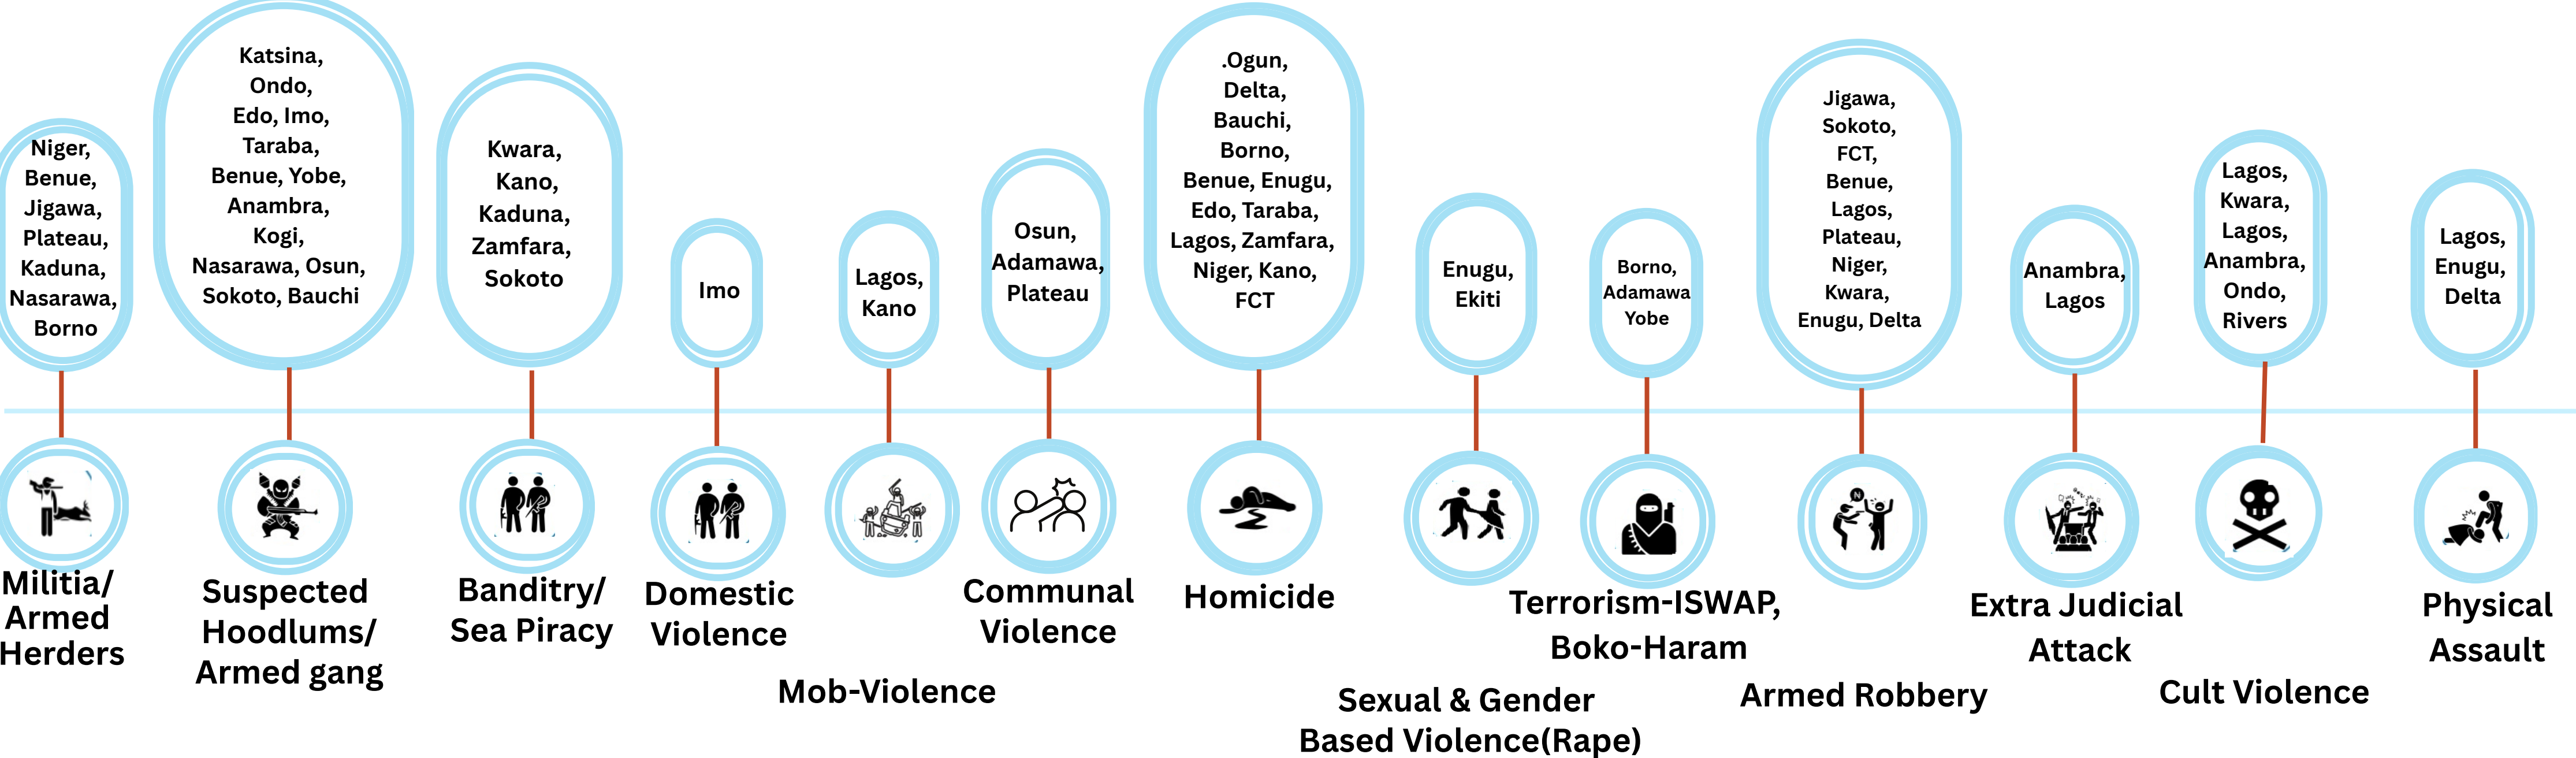 Niger,
Benue,
Jigawa,
Plateau,
Kaduna,
Nasarawa,
Borno
Militia/
Armed
Herders
Katsina,
Ondo,
Edo, Imo,
Taraba,
Benue, Yobe,
Anambra,
Kogi,
Nasarawa, Osun,
Sokoto, Bauchi
Suspected
Hoodlums/
Armed gang
Kwara,
Kano,
Kaduna,
Zamfara,
Sokoto
Banditry/
Sea Piracy
Imo
Domestic
Violence
Lagos,
Kano
Mob-Violence
Osun,
Adamawa,
Plateau
Communal
Violence
.Ogun,
Delta,
Bauchi,
Borno,
Benue, Enugu,
Edo, Taraba,
Lagos, Zamfara,
Niger, Kano,
FCT
Homicide
Enugu,
Ekiti
Sexual & Gender
Based Violence(Rape)
Borno,
Adamawa
Yobe
Terrorism-ISWAP,
Boko-Haram
Jigawa,
Sokoto,
FCT,
Benue,
Lagos,
Plateau,
Niger,
Kwara,
Enugu, Delta
N
Armed Robbery
Anambra,
Lagos
Extra Judicial
Attack
Lagos,
Kwara,
Lagos,
Anambra,
Ondo,
Rivers
Cult Violence
Lagos,
Enugu,
Delta
Physical
Assault